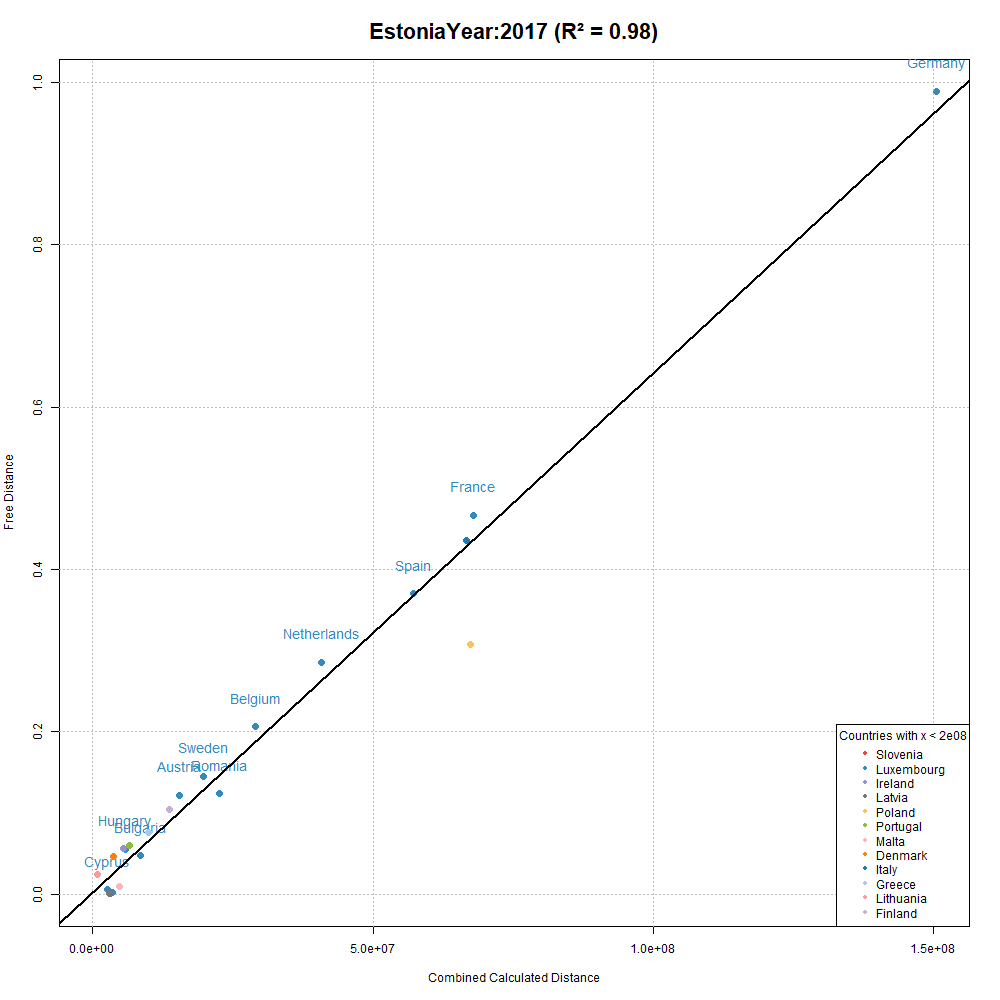 EstoniaYear:2017 (R² = 0.98)
Germany
1.0
0.8
0.6
France
Spain
0.4
Netherlands
Belgium
0.2
Sweden
Austria
Romania
Hungary
Bulgaria
Cyprus
0.0
Free Distance
Countries with x < 2e08
Slovenia
Luxembourg
Ireland
Latvia
Poland
Portugal
Malta
Denmark
Italy
Greece
Lithuania
Finland
0.0e+00 5.0e+07 1.0e+08 1.5e+08
Combined Calculated Distance